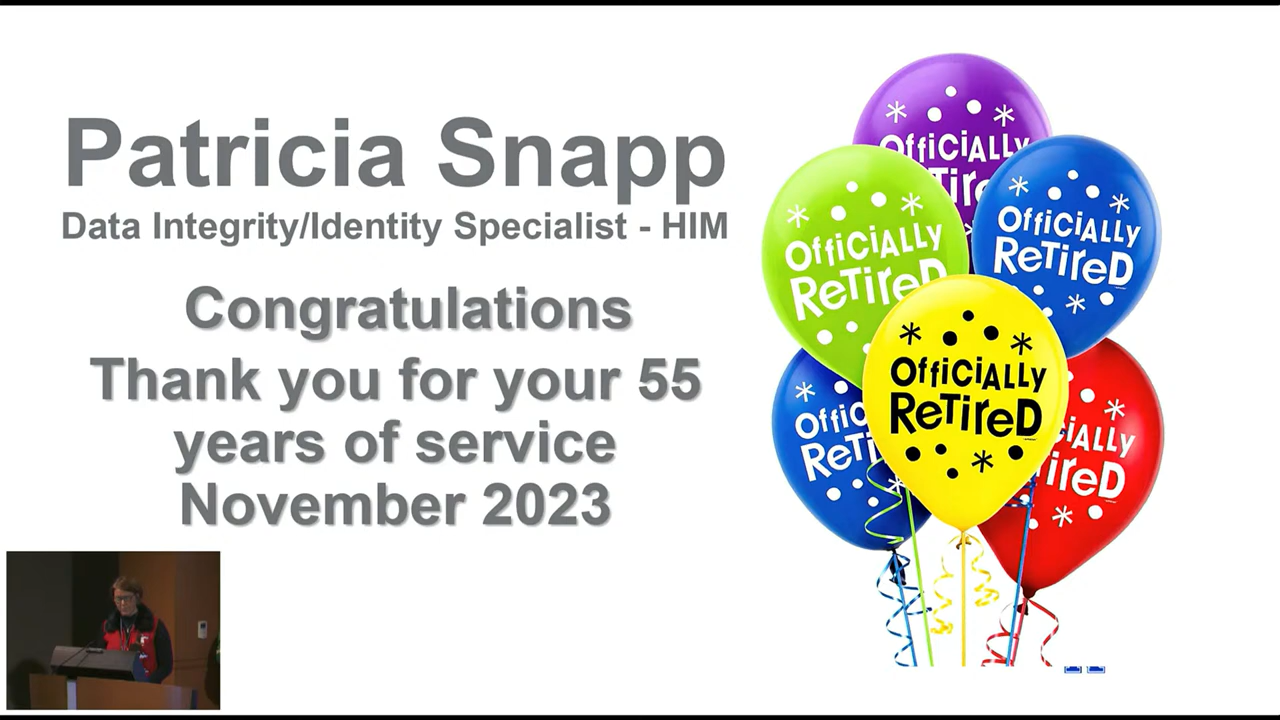 Patricia Snapp
Data Integrity/Identity Specialist - HIM
Congratulations
Thank you for your 55
years of service
November 2023
OffiCiALLy
OffiCiALLy
ReTireD
OffiCiALLy
ReTireD
OffiCiALLy
ReTireD